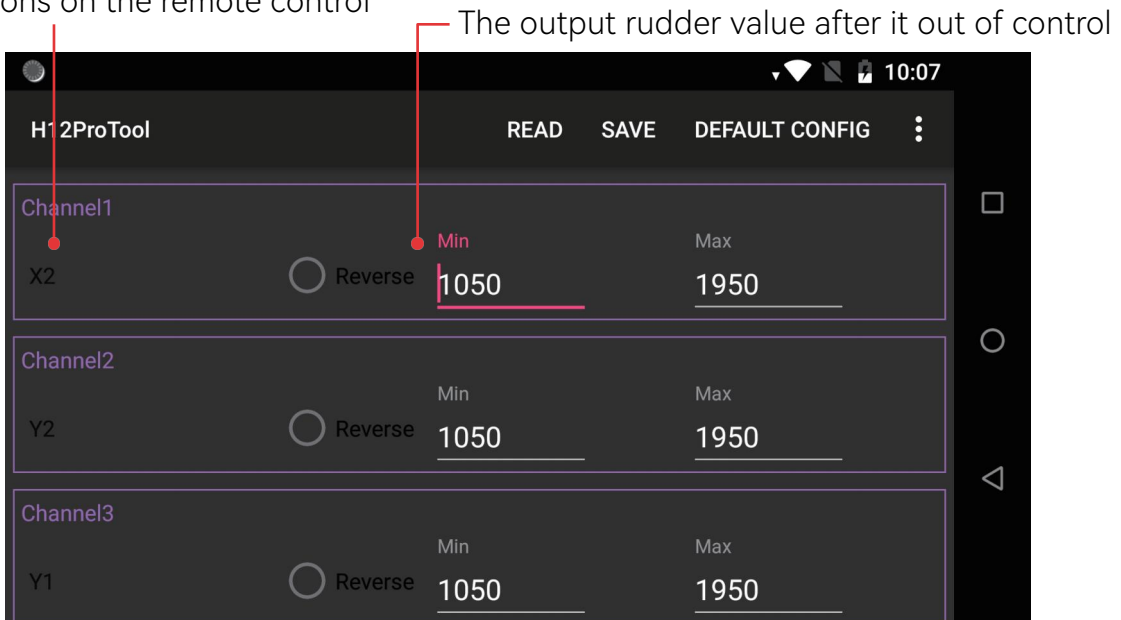 ons on the remote control
The output rudder value after it out of control
10:07
H12ProTool READ SAVE DEFAULT CONFIG
Channel1
Min Max
X2 Reverse 1050 1950
Channel2
Min Max
Y2 Reverse 1050 1950
Channel3
Min Max
Y1 Reverse 1050 1950